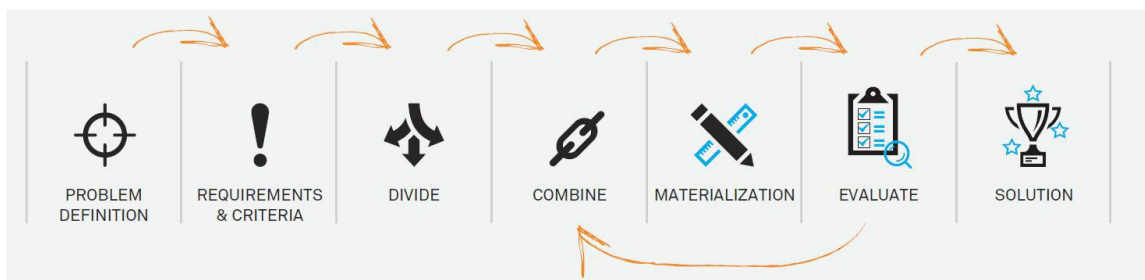 PROBLEM
DEFINITION
REQUIREMENTS
& CRITERIA
DIVIDE
COMBINE
MATERIALIZATION
EVALUATE
SOLUTION